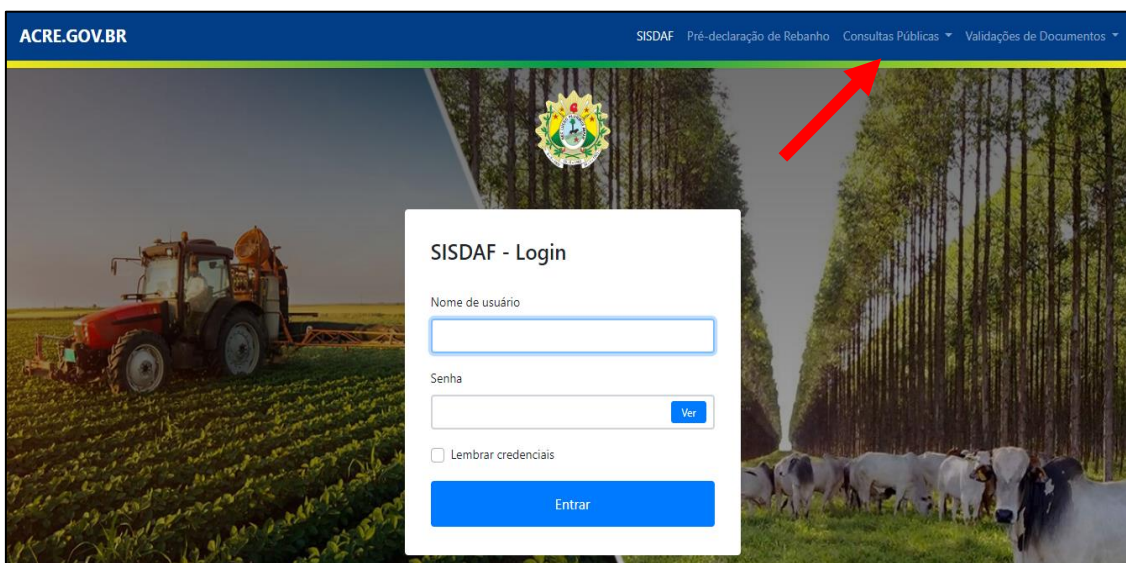 ACRE.GOV.BR
SISDAF Pré-declaração de Rebanho Consultas Públicas Validações de Documentos
SISDAF - Login
Nome de usuário
Senha
Ver
Lembrar credenciais
Entrar